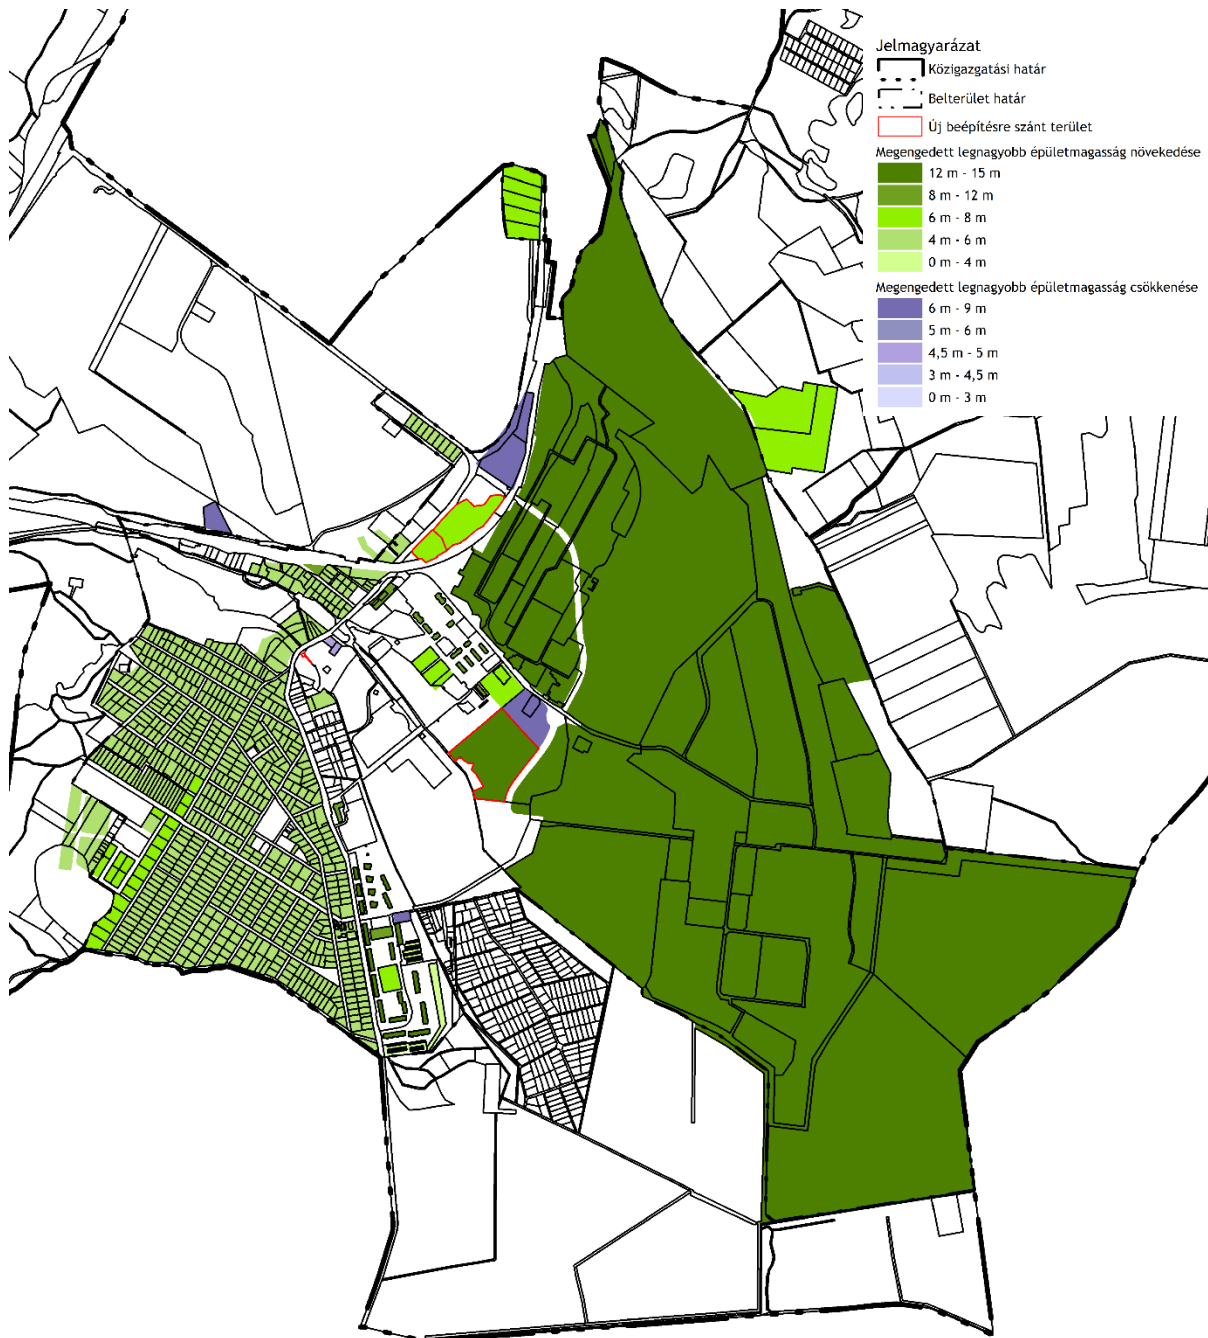 Jelmagyarázat
Közigazgatási határ
Belterület határ
Új beépítésre szánt terület
Megengedett legnagyobb épületmagasság növekedése
12 m - 15 m
8 m - 12 m
6 m - 8 m
4 m - 6 m
0 m - 4 m
Megengedett legnagyobb épületmagasság csökkenése
6 m - 9 m
5 m - 6 m
4,5 m - 5 m
3 m - 4,5 m
0 m - 3 m